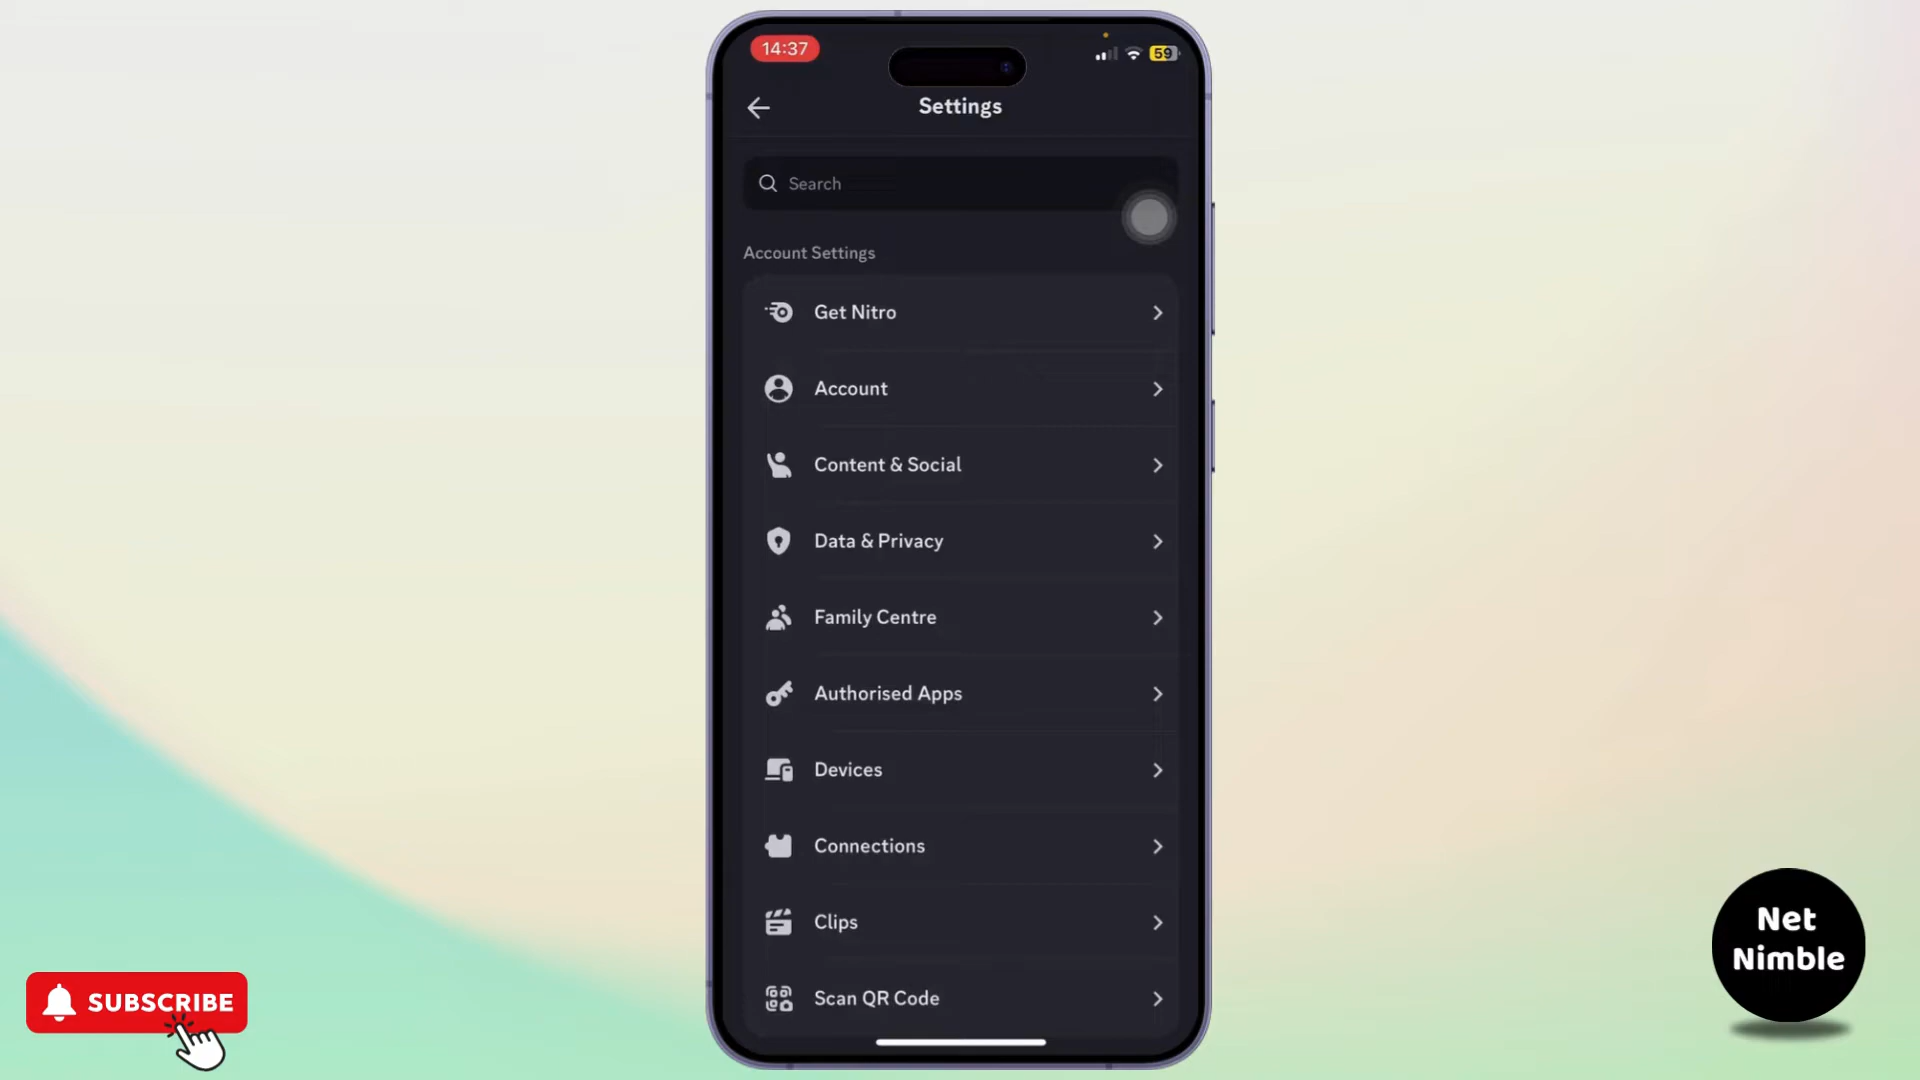 14:37
59
Settings
Search
Account Settings
Get Nitro
Account
Content & Social
Data & Privacy
Family Centre
Authorised Apps
Devices
Connections
Clips
Scan QR Code
SUBSCRIBE
Net
Nimble